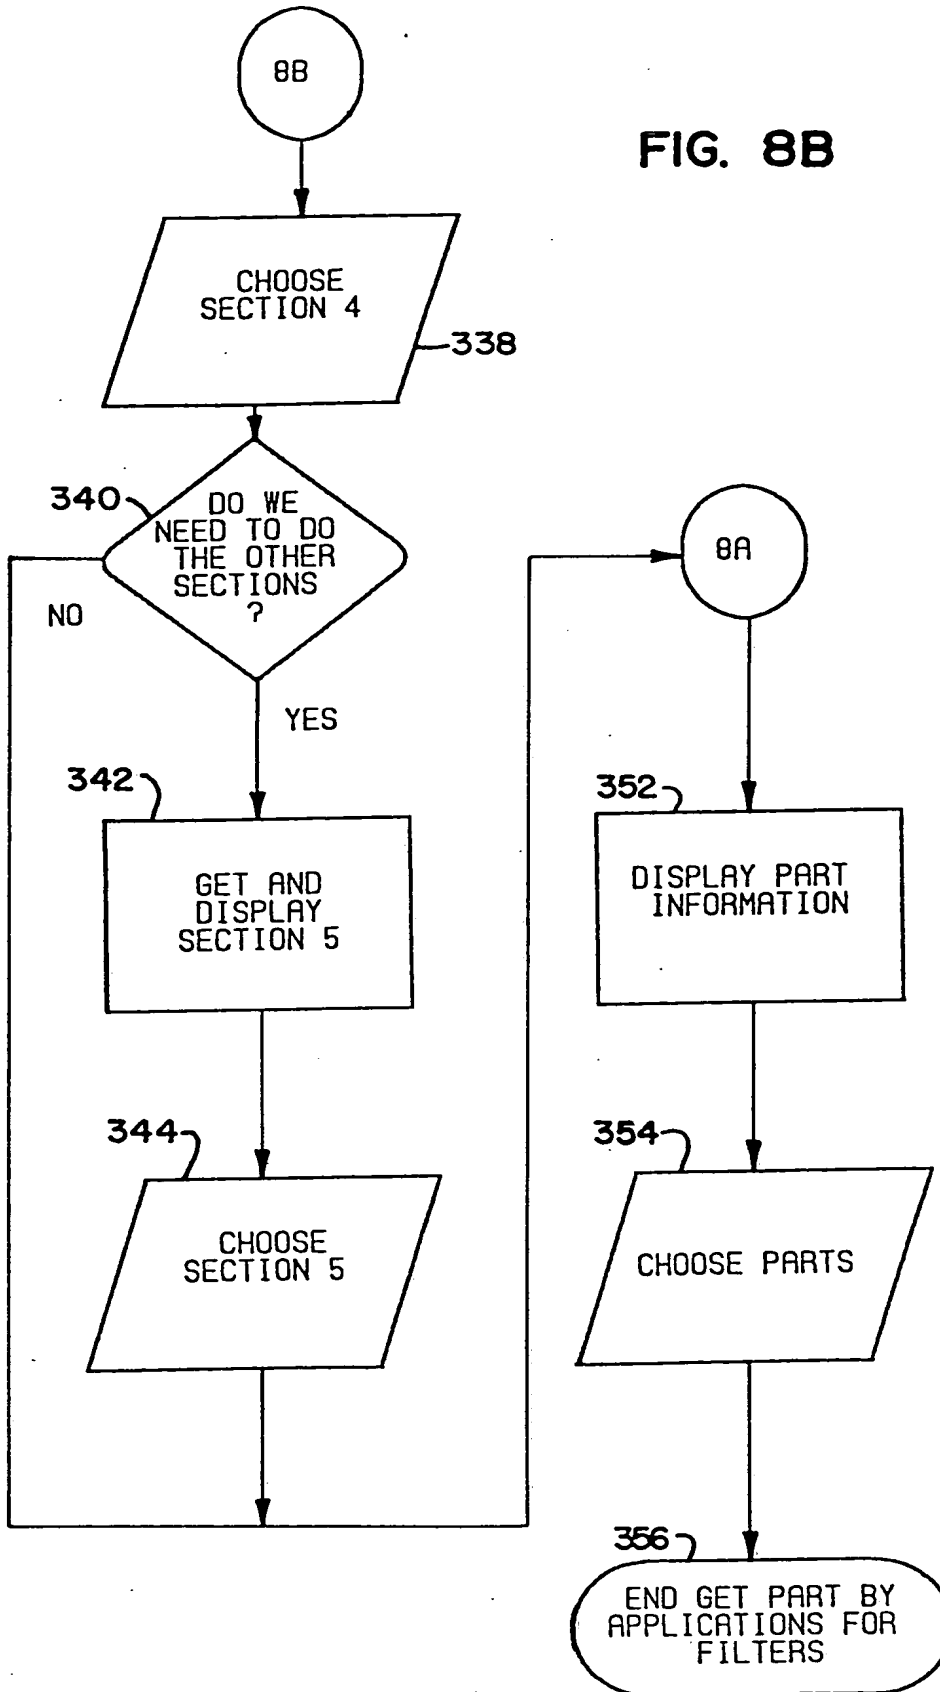 8B
FIG. 8B
CHOOSE
SECTION 4
338
340
DO WE
NEED TO DO
THE OTHER
SECTIONS
?
NO
YES
342
GET AND
DISPLAY
SECTION 5
344
CHOOSE
SECTION 5
8A
352
DISPLAY PART
INFORMATION
354
CHOOSE PARTS
356
END GET PART BY
APPLICATIONS FOR
FILTERS